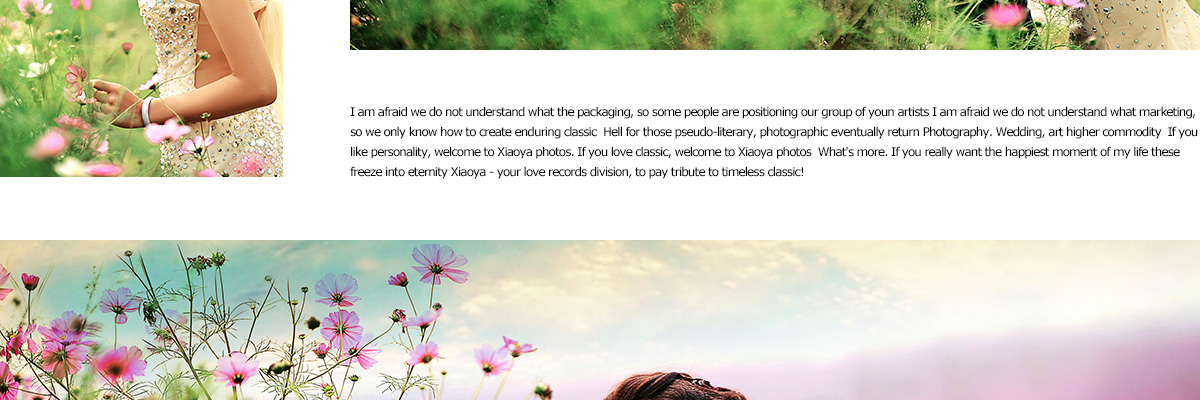 I am afraid we do not understand what the packaging, so some people are positioning our group of youn artists I am afraid we do not understand what marketing,
so we only know how to create enduring classic  Hell for those pseudo-literary, photographic eventually return Photography. Wedding, art higher commodity  If you
like personality, welcome to Xiaoya photos. If you love classic, welcome to Xiaoya photos  What's more. If you really want the happiest moment of my life these
freeze into eternity Xiaoya - your love records division, to pay tribute to timeless classic!